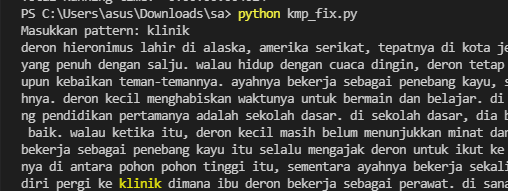 PS C:\Users\asus\Downloads\sa> python kmp_fix.py
Masukkan pattern: klinik
deron hieronimus lahir di alaska, amerika serikat, tepatnya di kota
yang penuh dengan salju. walau hidup dengan cuaca dingin, deron tetap
upun kebaikan teman-temannya. ayahnya bekerja sebagai penebang kayu, s
hnya. deron kecil menghabiskan waktunya untuk bermain dan belajar. di
ng pendidikan pertamanya adalah sekolah dasar. di sekolah dasar, dia b
baik. walau ketika itu, deron kecil masih belum menunjukkan minat dan
bekerja sebagai penebang kayu itu selalu mengajak deron untuk ikut ke
nya di antara pohon pohon tinggi itu, sementara ayahnya bekerja sekali
diri pergi ke klinik dimana ibu deron bekerja sebagai perawat. di sana